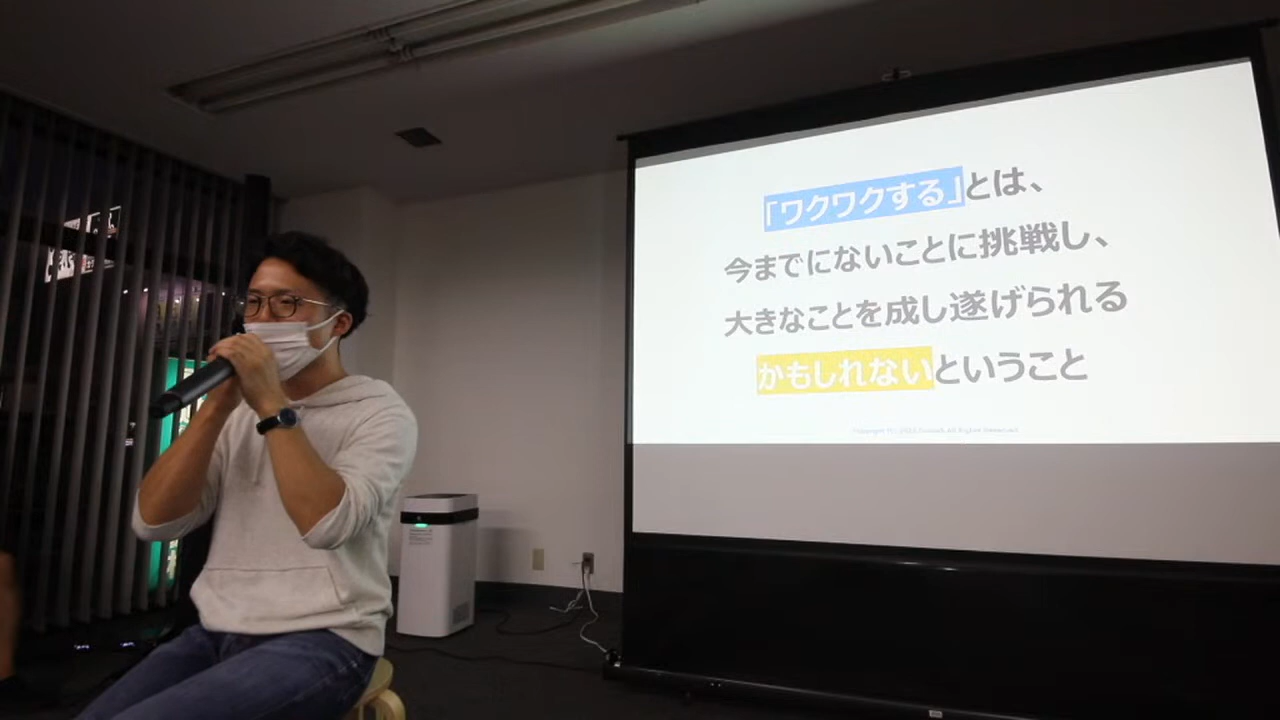 「ワクワクする」とは、
今までにないことに挑戦し、
大きなことを成し遂げられる
かもしれないということ